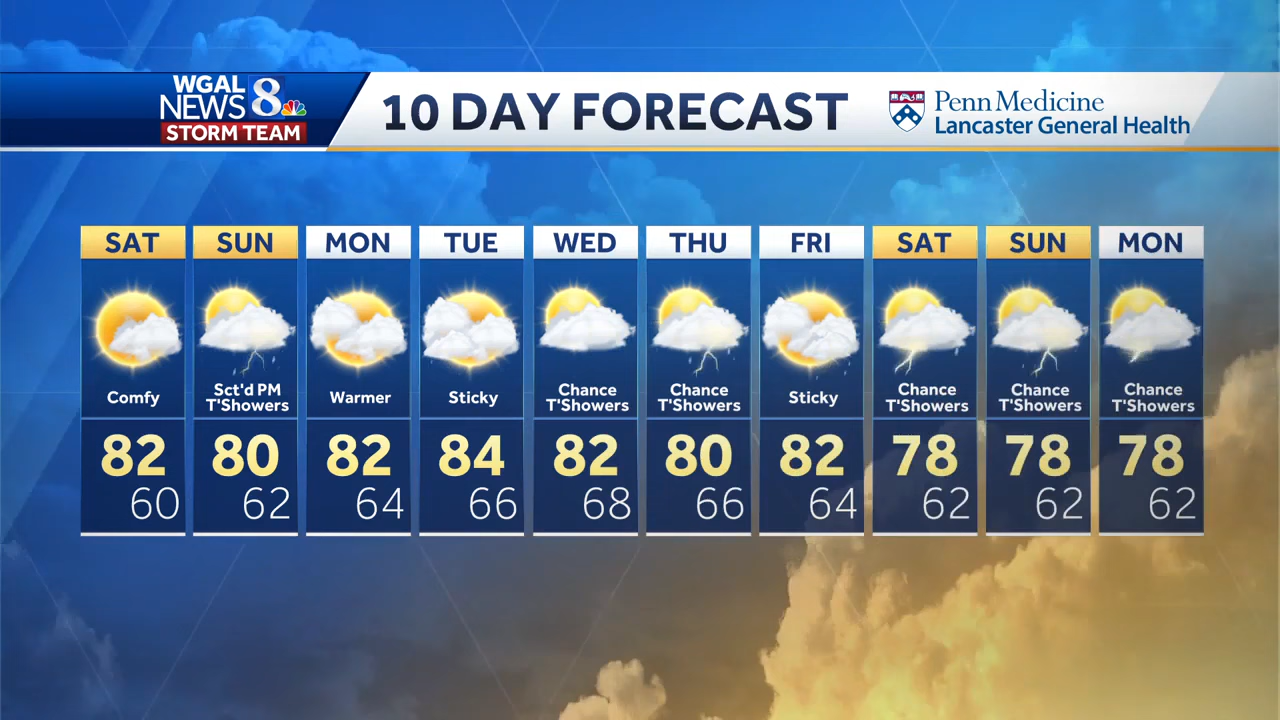 WGAL
NEWS 8
STORM TEAM
10 DAY FORECAST
Penn Medicine
Lancaster General Health
SAT SUN MON TUE WED THU FRI SAT SUN MON
Comfy
Sct'd PM
T'Showers
Warmer
Sticky
Chance
T'Showers
Chance
T'Showers
Sticky
Chance
T'Showers
Chance
T'Showers
Chance
T'Showers
82 80 82 84 82 80 82 78 78 78
60 62 64 66 68 66 64 62 62 62